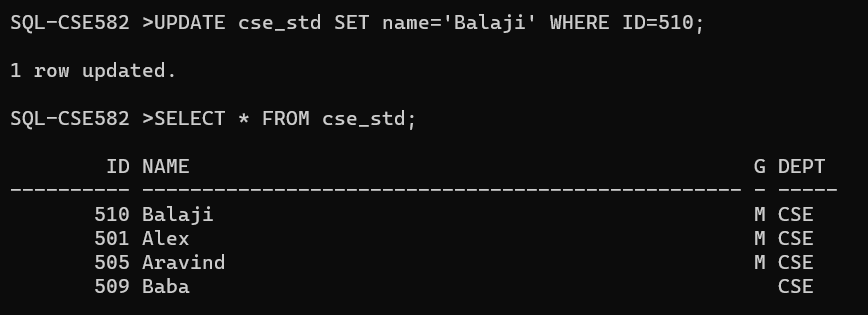 SQL-CSE582 >UPDATE cse_std SET name='Balaji' WHERE ID=510;
1 row updated.
SQL-CSE582 >SELECT * FROM cse_std;
        ID NAME                                               G DEPT
---------- -------------------------------------------------- - -----
       510 Balaji                                             M CSE
       501 Alex                                               M CSE
       505 Aravind                                            M CSE
       509 Baba                                                 CSE